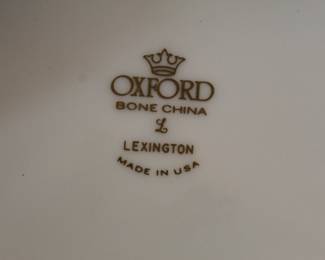 OXFORD
BONE CHINA
L
LEXINGTON
MADE IN USA